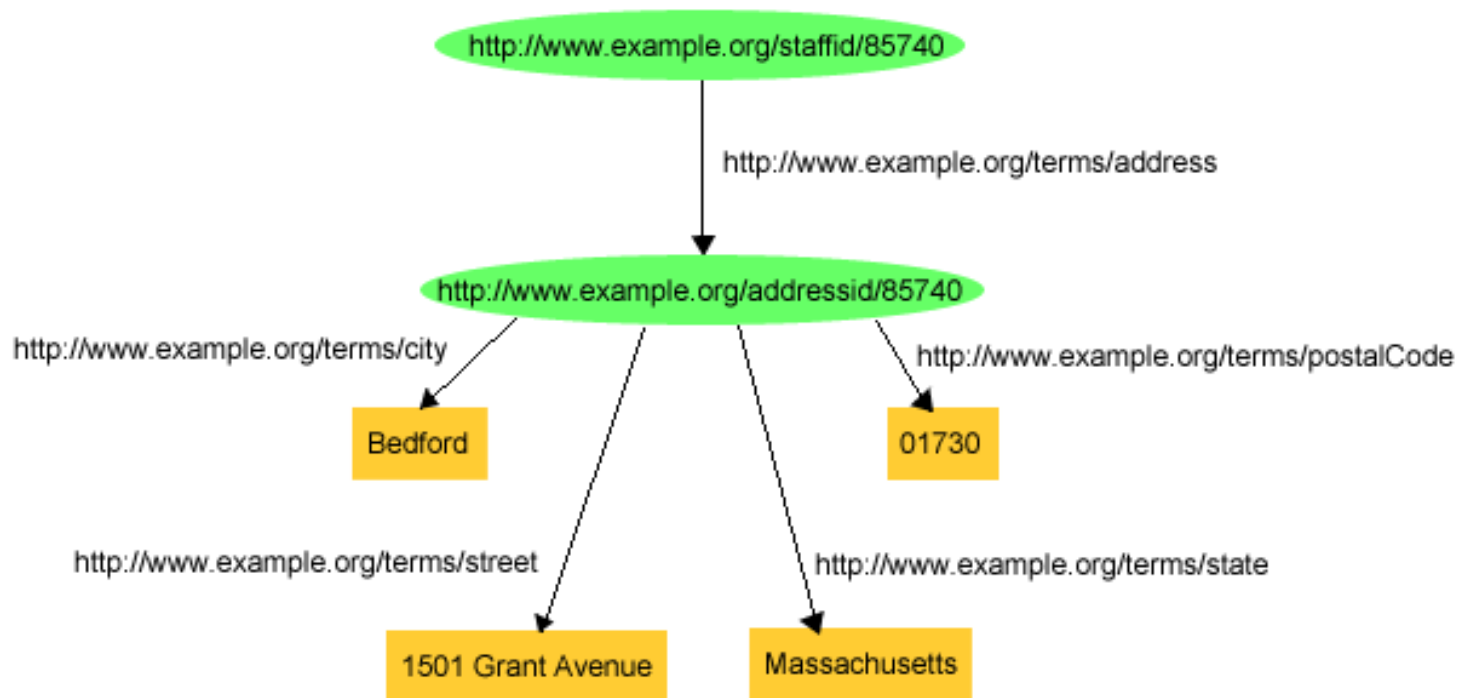 http://www.example.org/staffid/85740
http://www.example.org/terms/address
http://www.example.org/addressid/85740
http://www.example.org/terms/city
http://www.example.org/terms/postalCode
Bedford
01730
http://www.example.org/terms/street
http://www.example.org/terms/state
1501 Grant Avenue
Massachusetts